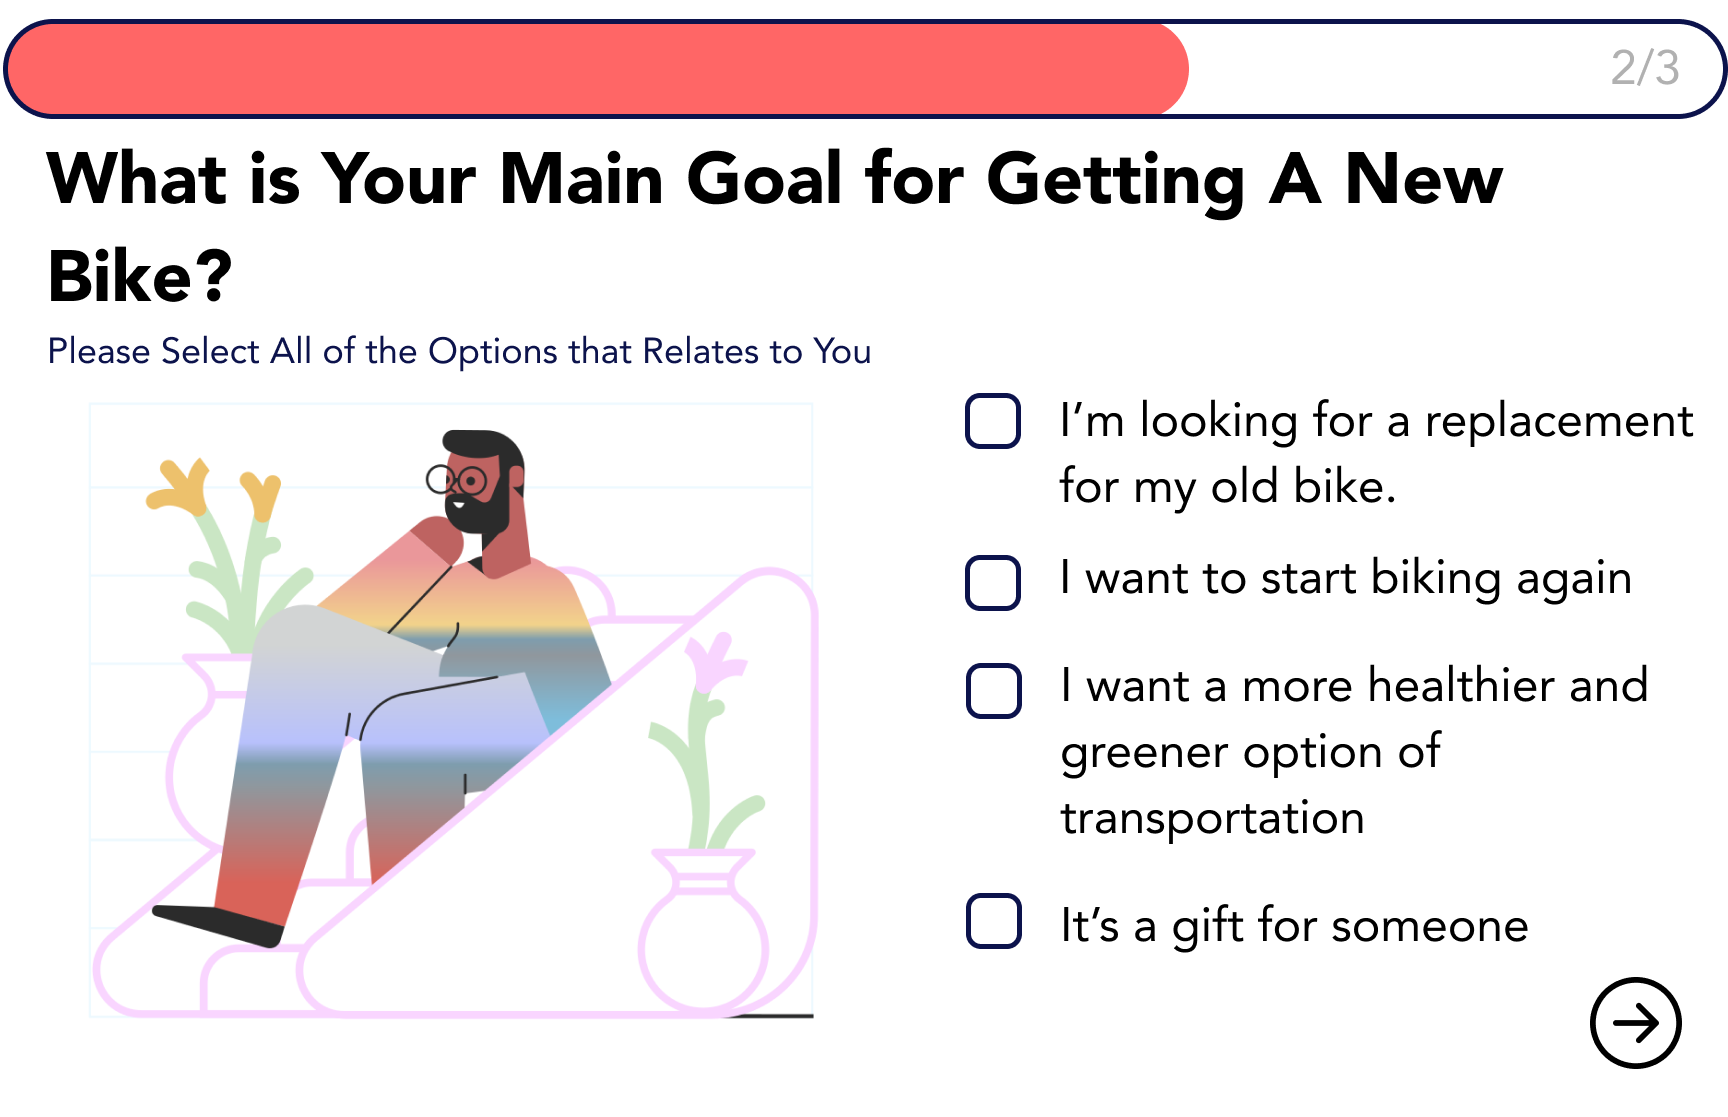 2/3
What is Your Main Goal for Getting A New
Bike?
Please Select All of the Options that Relates to You
I’m looking for a replacement
for my old bike.
I want to start biking again
I want a more healthier and
greener option of
transportation
It’s a gift for someone